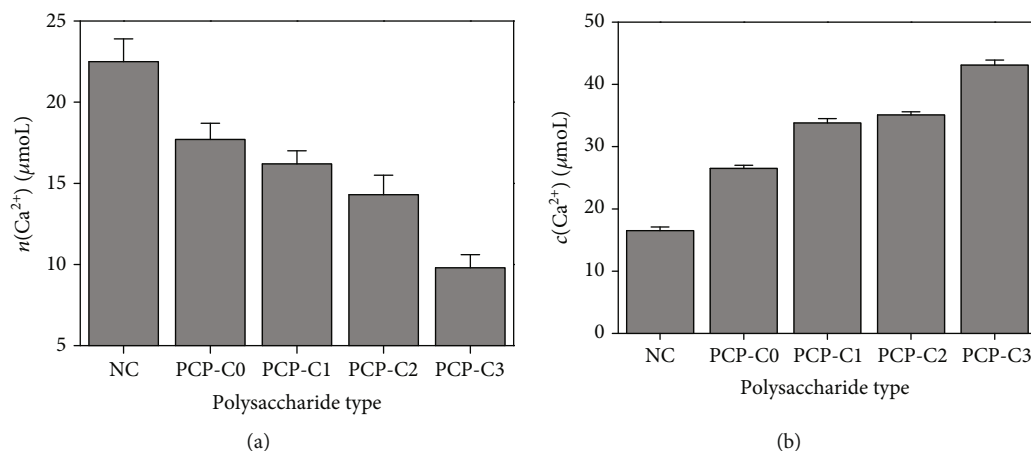 25
20
15
10
5
n(Ca²⁺) (μmoL)
NC PCP-C0 PCP-C1 PCP-C2 PCP-C3
Polysaccharide type
(a)
50
40
30
20
10
0
c(Ca²⁺) (μmoL)
NC PCP-C0 PCP-C1 PCP-C2 PCP-C3
Polysaccharide type
(b)